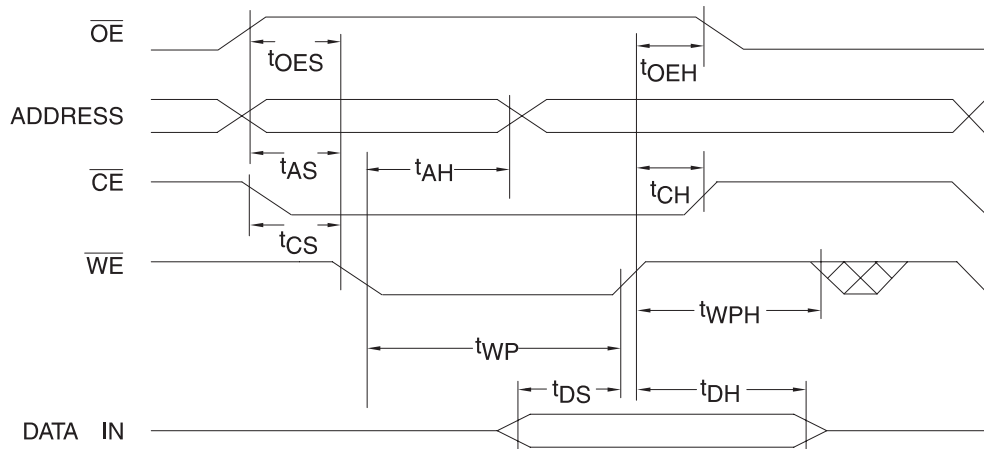 OE
tOES
tOEH
ADDRESS
tAS
tAH
CE
tCH
tCS
WE
tWPH
tWP
tDS
tDH
DATA IN